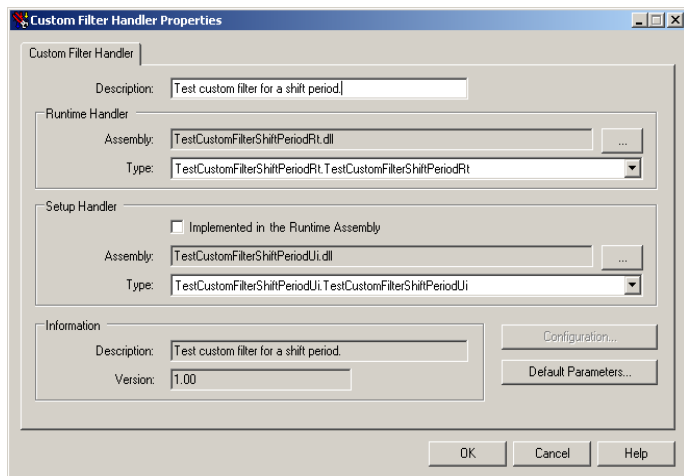 Custom Filter Handler Properties
Custom Filter Handler
Description: Test custom filter for a shift period.
Runtime Handler
Assembly: TestCustomFilterShiftPeriodRt.dll ...
Type: TestCustomFilterShiftPeriodRt.TestCustomFilterShiftPeriodRt
Setup Handler
Implemented in the Runtime Assembly
Assembly: TestCustomFilterShiftPeriodUi.dll ...
Type: TestCustomFilterShiftPeriodUi.TestCustomFilterShiftPeriodUi
Information
Configuration...
Description: Test custom filter for a shift period.
Default Parameters...
Version: 1.00
OK Cancel Help